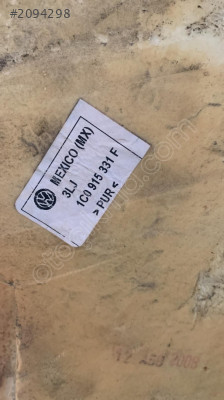 #2094298
MEXICO (MX)
3LJ
1C0 915 331 F
> PUR <